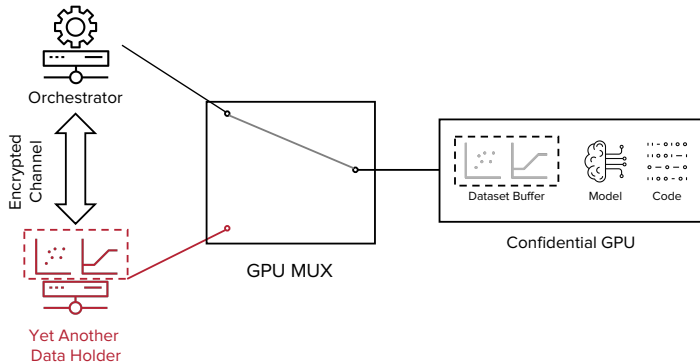 Orchestrator
Encrypted
Channel
Yet Another
Data Holder
GPU MUX
Dataset Buffer
Model
Code
Confidential GPU